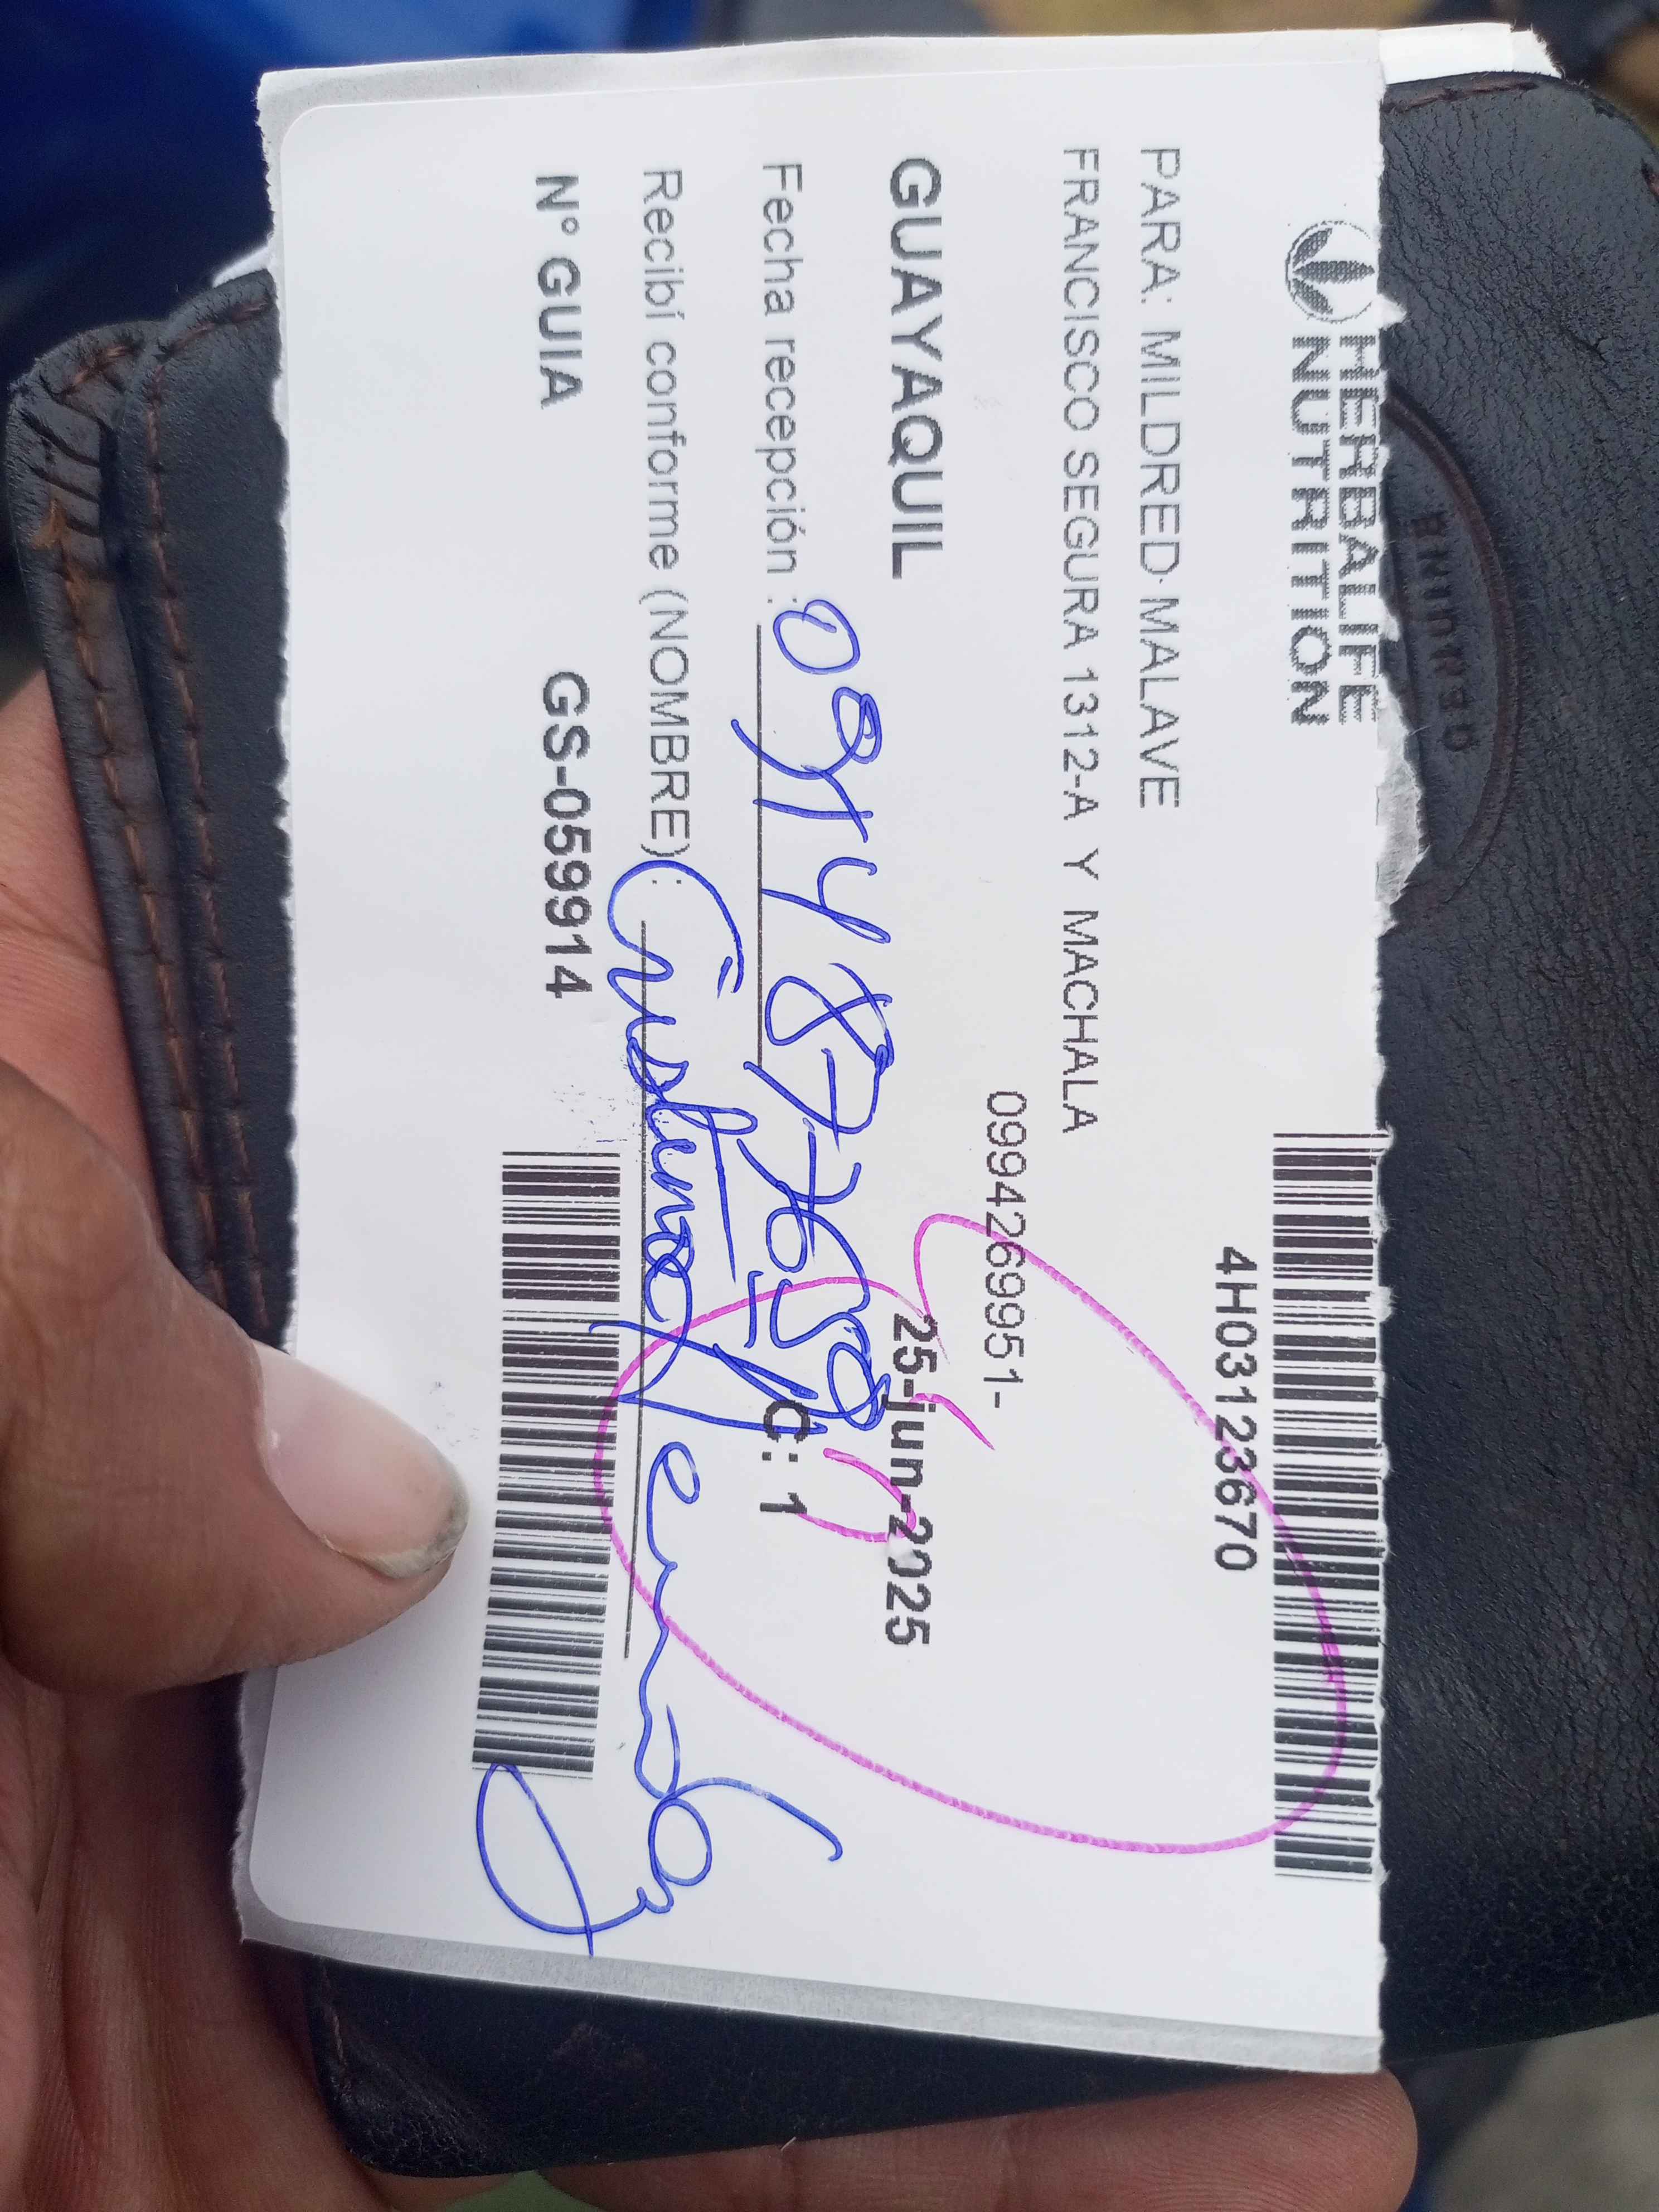 HERBALIFE
NUTRITION
4H03123670
PARA: MILDRED MALAVE
FRANCISCO SEGURA 1312-A Y MACHALA
0994269951-
GUAYAQUIL 25-jun-2025
Fecha recepción :
C: 1
Recibí conforme (NOMBRE):
N° GUIA GS-059914